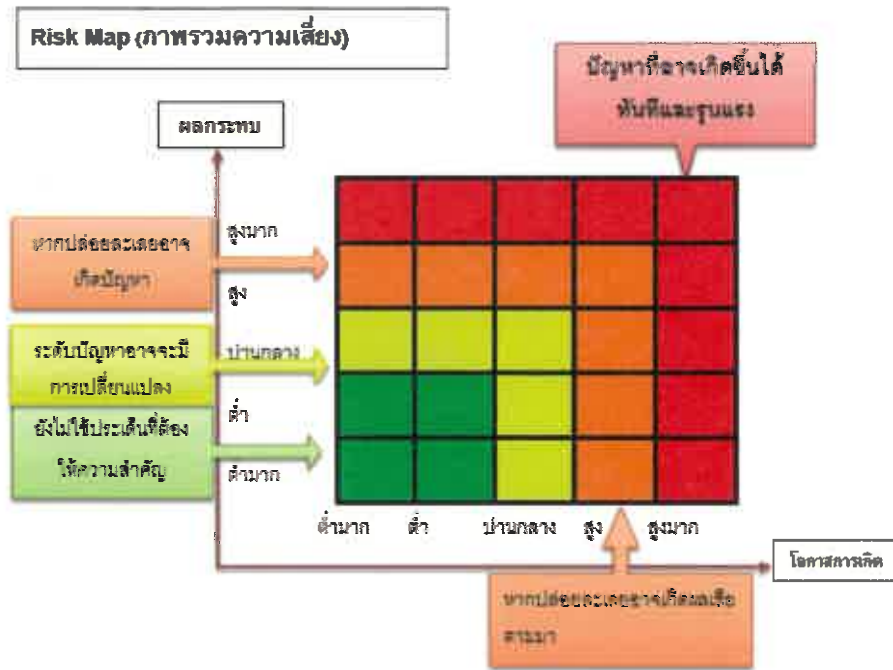 Risk Map (ภาพรวมความเสี่ยง)
ปัญหาที่อาจเกิดขึ้นได้
ทันทีและรุนแรง
ผลกระทบ
หากปล่อยละเลยอาจ
เกิดปัญหา
สูงมาก
สูง
ระดับปัญหาอาจจะมี
การเปลี่ยนแปลง
ปานกลาง
ยังไม่ใช้ประเด็นที่ต้อง
ให้ความสำคัญ
ต่ำ
ต่ำมาก
ต่ำมาก ต่ำ ปานกลาง สูง สูงมาก
โอกาสการเกิด
หากปล่อยละเลยอาจเกิดผลเสีย
ตามมา